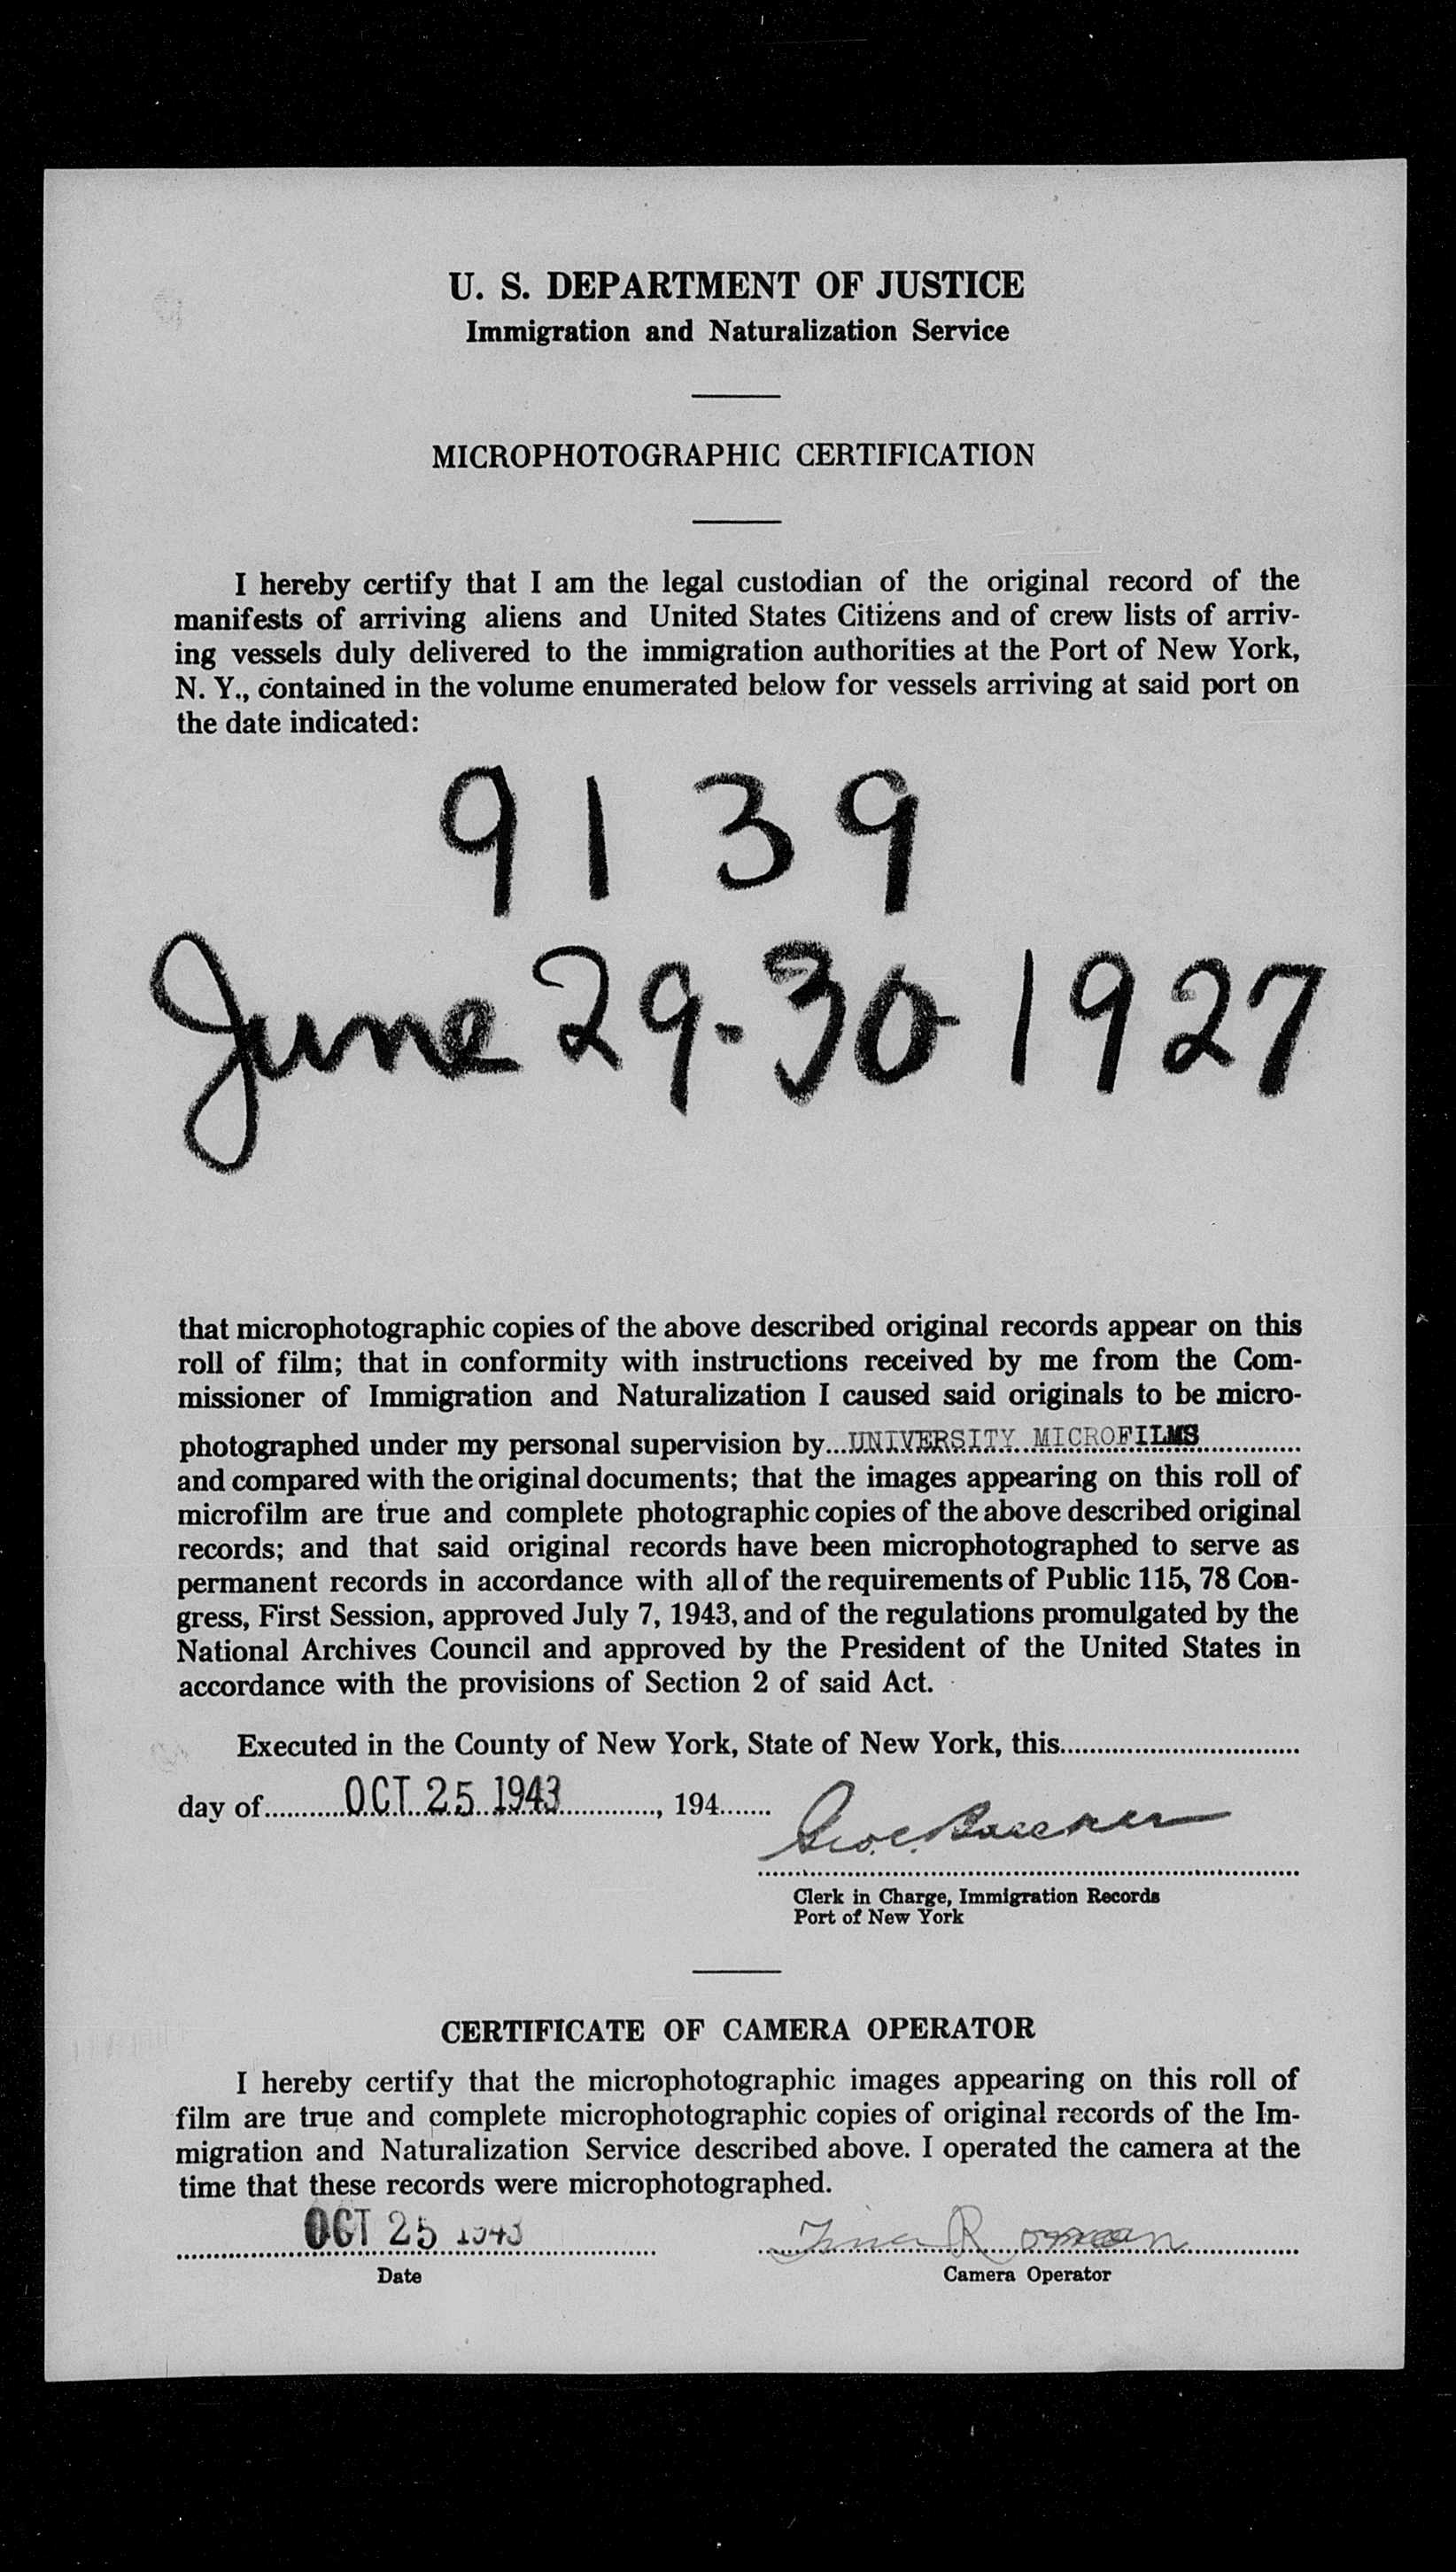 U. S. DEPARTMENT OF JUSTICE
Immigration and Naturalization Service
MICROPHOTOGRAPHIC CERTIFICATION
I hereby certify that I am the legal custodian of the original record of the
manifests of arriving aliens and United States Citizens and of crew lists of arriv-
ing vessels duly delivered to the immigration authorities at the Port of New York,
N. Y., contained in the volume enumerated below for vessels arriving at said port on
the date indicated:
9139
June 29-30 1927
that microphotographic copies of the above described original records appear on this
roll of film; that in conformity with instructions received by me from the Com-
missioner of Immigration and Naturalization I caused said originals to be micro-
photographed under my personal supervision by...UNIVERSITY MICROFILMS
and compared with the original documents; that the images appearing on this roll of
microfilm are true and complete photographic copies of the above described original
records; and that said original records have been microphotographed to serve as
permanent records in accordance with all of the requirements of Public 115, 78 Con-
gress, First Session, approved July 7, 1943, and of the regulations promulgated by the
National Archives Council and approved by the President of the United States in
accordance with the provisions of Section 2 of said Act.
Executed in the County of New York, State of New York, this
day of OCT 25 1943, 194
Clerk in Charge, Immigration Records
Port of New York
CERTIFICATE OF CAMERA OPERATOR
I hereby certify that the microphotographic images appearing on this roll of
film are true and complete microphotographic copies of original records of the Im-
migration and Naturalization Service described above. I operated the camera at the
time that these records were microphotographed.
OCT 25 1943
Date
Camera Operator